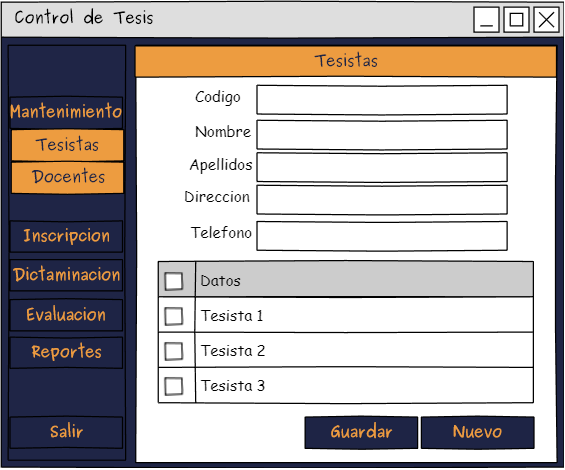 Control de Tesis
Mantenimiento
Tesistas
Docentes
Inscripcion
Dictaminacion
Evaluacion
Reportes
Salir
Tesistas
Codigo
Nombre
Apellidos
Direccion
Telefono
Datos
Tesista 1
Tesista 2
Tesista 3
Guardar
Nuevo